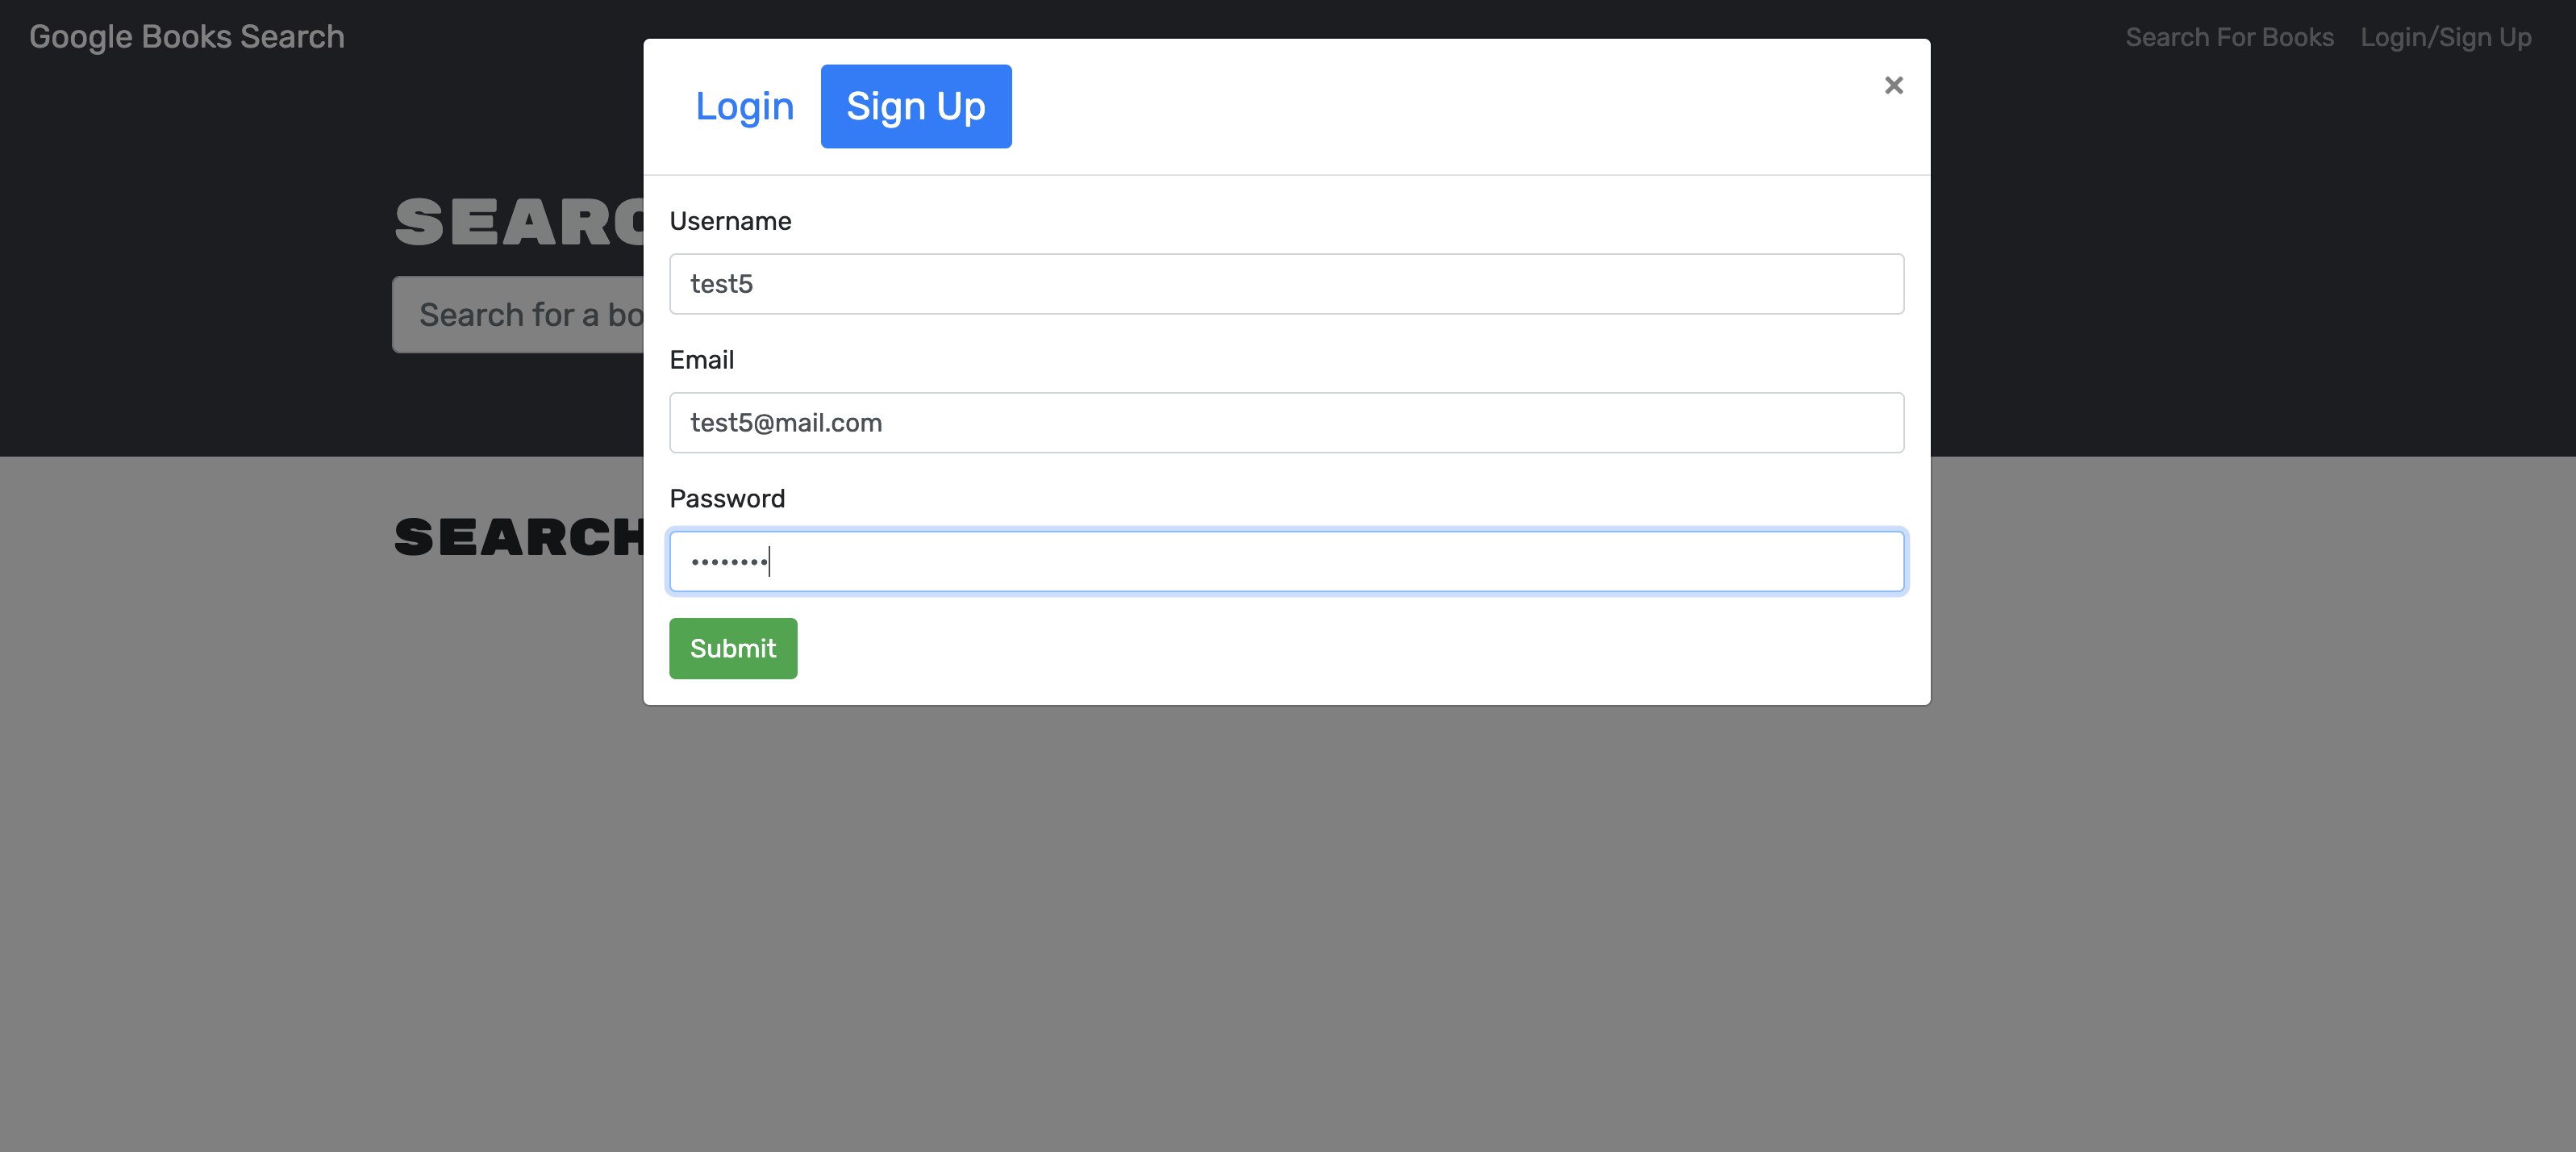 Google Books Search
Search For Books Login/Sign Up
Login Sign Up ×
SEARC
Search for a bo
SEARCH
Username
test5
Email
test5@mail.com
Password
••••••••
Submit